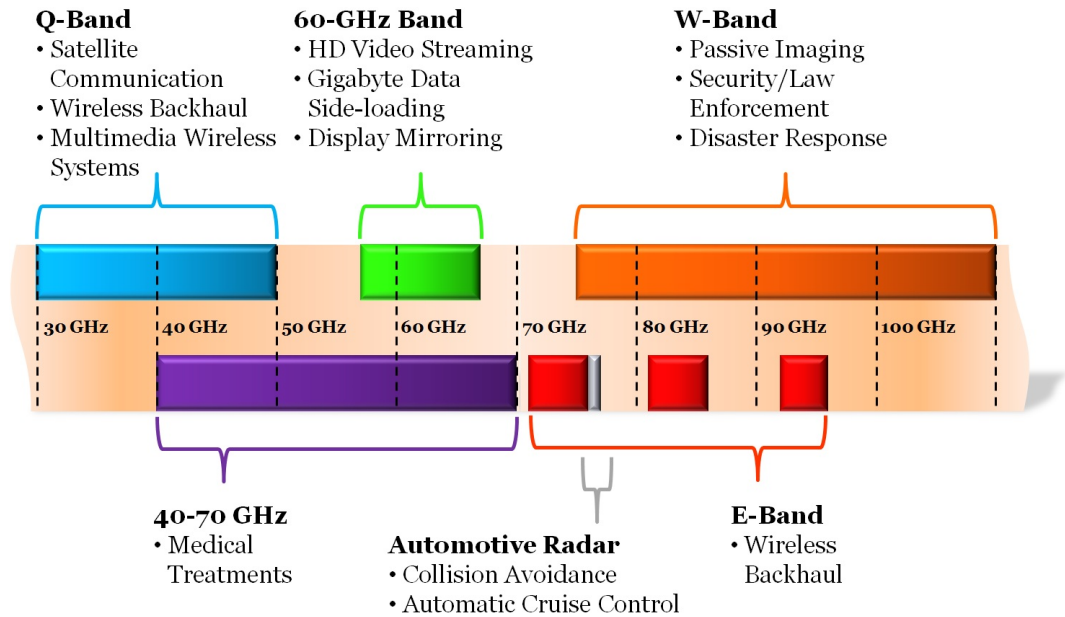 Q-Band
• Satellite
Communication
• Wireless Backhaul
• Multimedia Wireless
Systems
60-GHz Band
• HD Video Streaming
• Gigabyte Data
Side-loading
• Display Mirroring
W-Band
• Passive Imaging
• Security/Law
Enforcement
• Disaster Response
30 GHz
40 GHz
50 GHz
60 GHz
70 GHz
80 GHz
90 GHz
100 GHz
40-70 GHz
• Medical
Treatments
Automotive Radar
• Collision Avoidance
• Automatic Cruise Control
E-Band
• Wireless
Backhaul